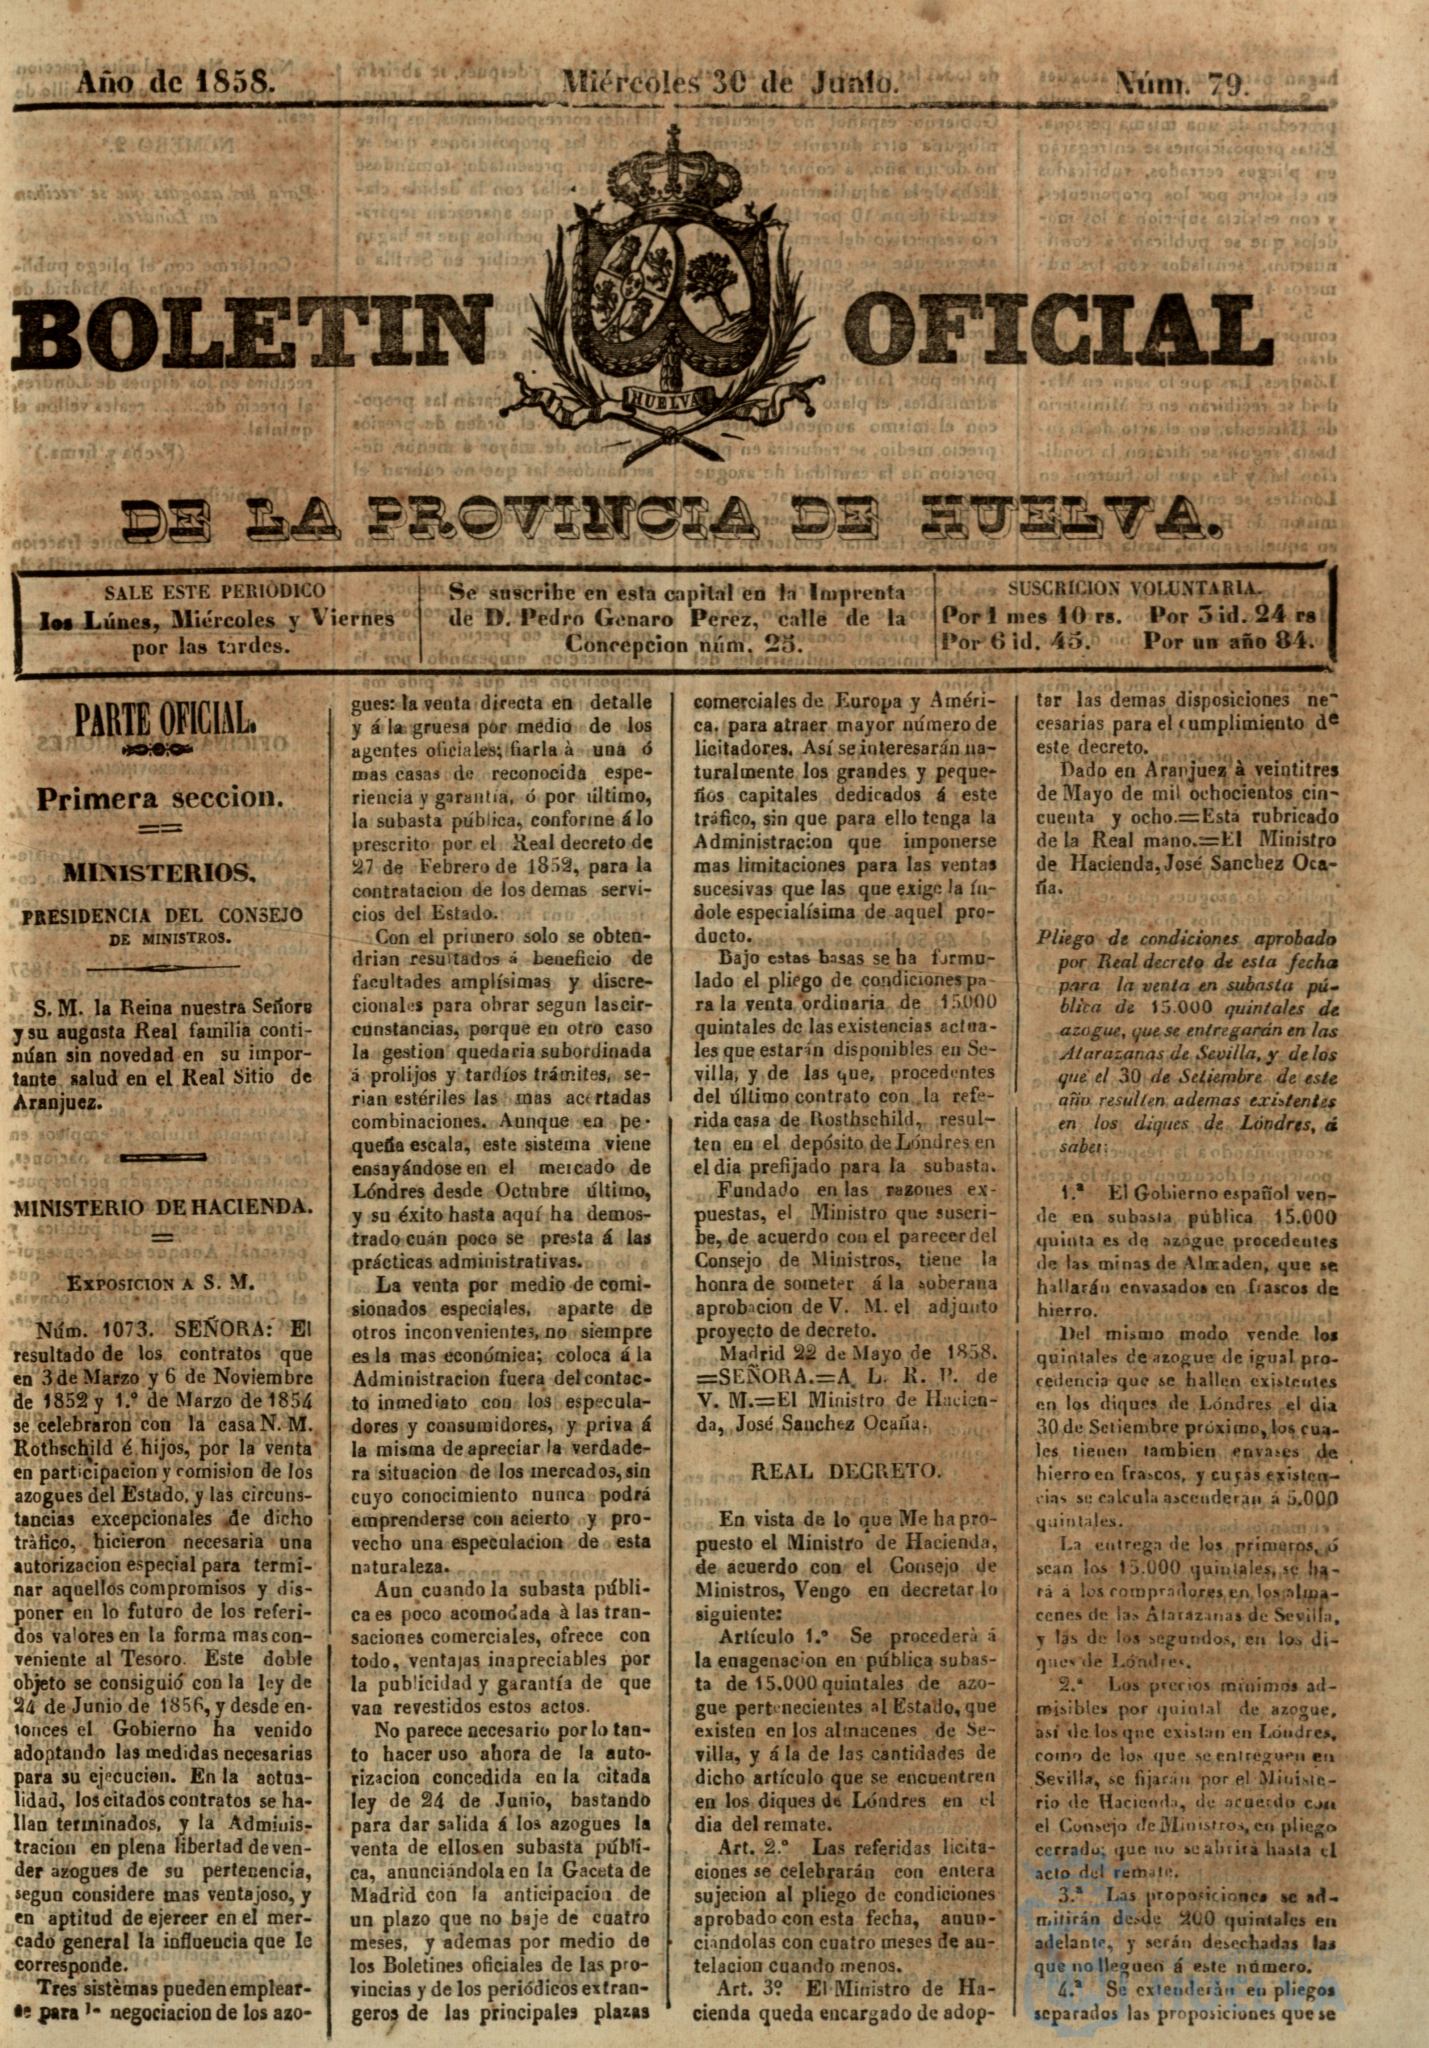 Año de 1858.
Miércoles 30 de Junio.
Núm. 79.
BOLETIN OFICIAL
HUELVA
DE LA PROVINCIA DE HUELVA.
SALE ESTE PERIODICO
los Lúnes, Miércoles y Viernes
por las tardes.
Se suscribe en esta capital en la Imprenta
de D. Pedro Genaro Perez, calle de la
Concepcion núm. 25.
SUSCRICION VOLUNTARIA.
Por 1 mes 10 rs. Por 3 id. 24 rs
Por 6 id. 45. Por un año 84.
PARTE OFICIAL.
Primera seccion.
MINISTERIOS.
PRESIDENCIA DEL CONSEJO
DE MINISTROS.
S. M. la Reina nuestra Señora
y su augusta Real familia conti-
núan sin novedad en su impor-
tante salud en el Real Sitio de
Aranjuez.
MINISTERIO DE HACIENDA.
EXPOSICION A S. M.
Núm. 1073. SEÑORA: El
resultado de los contratos que
en 3 de Marzo y 6 de Noviembre
de 1852 y 1.º de Marzo de 1854
se celebraron con la casa N. M.
Rothschild é hijos, por la venta
en participacion y comision de los
azogues del Estado, y las circuns-
tancias excepcionales de dicho
tràfico, hicieron necesaria una
autorizacion especial para termi-
nar aquellos compromisos y dis-
poner en lo futuro de los referi-
dos valores en la forma mas con-
veniente al Tesoro. Este doble
objeto se consiguió con la ley de
24 de Junio de 1856, y desde en-
tonces el Gobierno ha venido
adoptando las medidas necesarias
para su ejecucion. En la actua-
lidad, los citados contratos se ha-
llan terminados, y la Adminis-
tracion en plena libertad de ven-
der azogues de su pertenencia,
segun considere mas ventajoso, y
en aptitud de ejercer en el mer-
cado general la influencia que le
corresponde.
Tres sistèmas pueden emplear-
se para l- negociacion de los azo-
gues: la venta directa en detalle
y á la gruesa por medio de los
agentes oficiales; fiarla à una ó
mas casas de reconocida espe-
riencia y garantía, ó por último,
la subasta pública, conforme á lo
prescrito por el Real decreto de
27 de Febrero de 1852, para la
contratacion de los demas servi-
cios del Estado.
Con el primero solo se obten-
drian resultados á beneficio de
facultades amplísimas y discre-
cionales para obrar segun las cir-
cunstancias, porque en otro caso
la gestion quedaria subordinada
á prolijos y tardíos trámites, se-
rian estériles las mas acertadas
combinaciones. Aunque en pe-
queña escala, este sistema viene
ensayándose en el mercado de
Lóndres desde Octubre último,
y su éxito hasta aquí ha demos-
trado cuán poco se presta á las
prácticas administrativas.
La venta por medio de comi-
sionados especiales, aparte de
otros inconvenientes, no siempre
es la mas económica; coloca á la
Administracion fuera del contac-
to inmediato con los especula-
dores y consumidores, y priva á
la misma de apreciar la verdade-
ra situacion de los mercados, sin
cuyo conocimiento nunca podrá
emprenderse con acierto y pro-
vecho una especulacion de esta
naturaleza.
Aun cuando la subasta públi-
ca es poco acomodada à las tran-
saciones comerciales, ofrece con
todo, ventajas inapreciables por
la publicidad y garantía de que
van revestidos estos actos.
No parece necesario por lo tan-
to hacer uso ahora de la auto-
rizacion concedida en la citada
ley de 24 de Junio, bastando
para dar salida á los azogues la
venta de ellos en subasta públi-
ca, anunciándola en la Gaceta de
Madrid con la anticipacion de
un plazo que no baje de cuatro
meses, y ademas por medio de
los Boletines oficiales de las pro-
vincias y de los periódicos extran-
geros de las principales plazas
comerciales de Europa y Améri-
ca, para atraer mayor número de
licitadores. Así se interesarán na-
turalmente los grandes y peque-
ños capitales dedicados á este
tráfico, sin que para ello tenga la
Administracion que imponerse
mas limitaciones para las ventas
sucesivas que las que exige la ín-
dole especialísima de aquel pro-
ducto.
Bajo estas basas se ha formu-
lado el pliego de condiciones pa-
ra la venta ordinaria de 15.000
quintales de las existencias actua-
les que estarán disponibles en Se-
villa, y de las que, procedentes
del último contrato con la refe-
rida casa de Rosthschild, resul-
ten en el depósito de Lóndres en
el dia prefijado para la subasta.
Fundado en las razones ex-
puestas, el Ministro que suscri-
be, de acuerdo con el parecer del
Consejo de Ministros, tiene la
honra de someter á la soberana
aprobacion de V. M. el adjunto
proyecto de decreto.
Madrid 22 de Mayo de 1858.
=SEÑORA.=A L. R. P. de
V. M.=El Ministro de Hacien-
da, José Sanchez Ocaña.
REAL DECRETO.
En vista de lo que Me ha pro-
puesto el Ministro de Hacienda,
de acuerdo con el Consejo de
Ministros, Vengo en decretar lo
siguiente:
Artículo 1.º Se procederà á
la enagenacion en pública subas-
ta de 15.000 quintales de azo-
gue pertenecientes al Estado, que
existen en los almacenes de Se-
villa, y á la de las cantidades de
dicho artículo que se encuentren
en los diques de Lóndres en el
dia del remate.
Art. 2.º Las referidas licita-
ciones se celebrarán con entera
sujecion al pliego de condiciones
aprobado con esta fecha, anun-
ciándolas con cuatro meses de an-
telacion cuando menos.
Art. 3º El Ministro de Ha-
cienda queda encargado de adop-
tar las demas disposiciones ne-
cesarias para el cumplimiento de
este decreto.
Dado en Aranjuez à veintitres
de Mayo de mil ochocientos cin-
cuenta y ocho.=Está rubricado
de la Real mano.=El Ministro
de Hacienda, José Sanchez Oca-
ña.
Pliego de condiciones aprobado
por Real decreto de esta fecha
para la venta en subasta pú-
blica de 15.000 quintales de
azogue, que se entregarán en las
Atarazanas de Sevilla, y de los
que el 30 de Setiembre de este
año resulten ademas existentes
en los diques de Lóndres, á
saber:
1.ª El Gobierno español ven-
de en subasta pública 15.000
quinta es de azogue procedentes
de las minas de Almaden, que se
hallarán envasados en frascos de
hierro.
Del mismo modo vende los
quintales de azogue de igual pro-
cedencia que se hallen existentes
en los diques de Lóndres el dia
30 de Setiembre próximo, los cua-
les tienen tambien envases de
hierro en frascos, y cuyas existen-
cias se calcula ascenderán á 5.000
quintales.
La entrega de los primeros, ó
sean los 15.000 quintales, se ha-
rá á los compradores en los alma-
cenes de las Atarazanas de Sevilla,
y las de los segundos, en los di-
ques de Lóndres.
2.ª Los precios mínimos ad-
misibles por quintal de azogue,
así de los que existan en Lóndres,
como de los que se entreguen en
Sevilla, se fijarán por el Ministe-
rio de Hacienda, de acuerdo con
el Consejo de Ministros, en pliego
cerrado; que no se abrirá hasta el
acto del remate.
3.ª Las proposiciones se ad-
mitirán desde 200 quintales en
adelante, y serán desechadas las
que no lleguen á este número.
4.ª Se extenderán en pliegos
separados las proposiciones que se